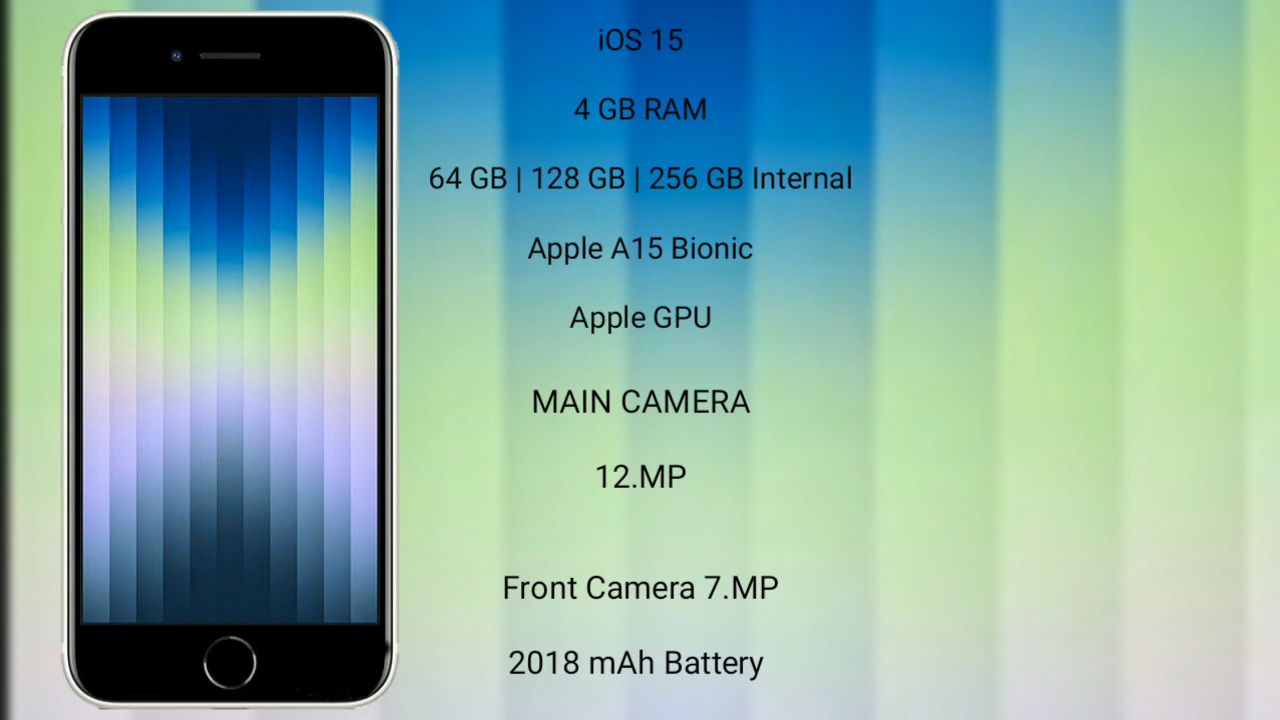 iOS 15
4 GB RAM
64 GB | 128 GB | 256 GB Internal
Apple A15 Bionic
Apple GPU
MAIN CAMERA
12.MP
Front Camera 7.MP
2018 mAh Battery